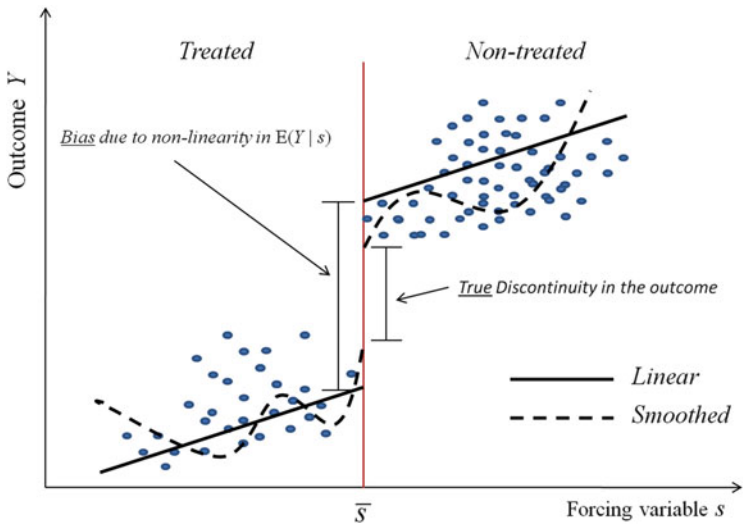 Treated
Non-treated
Outcome Y
Bias due to non-linearity in E(Y | s)
True Discontinuity in the outcome
Linear
Smoothed
s̅
Forcing variable s